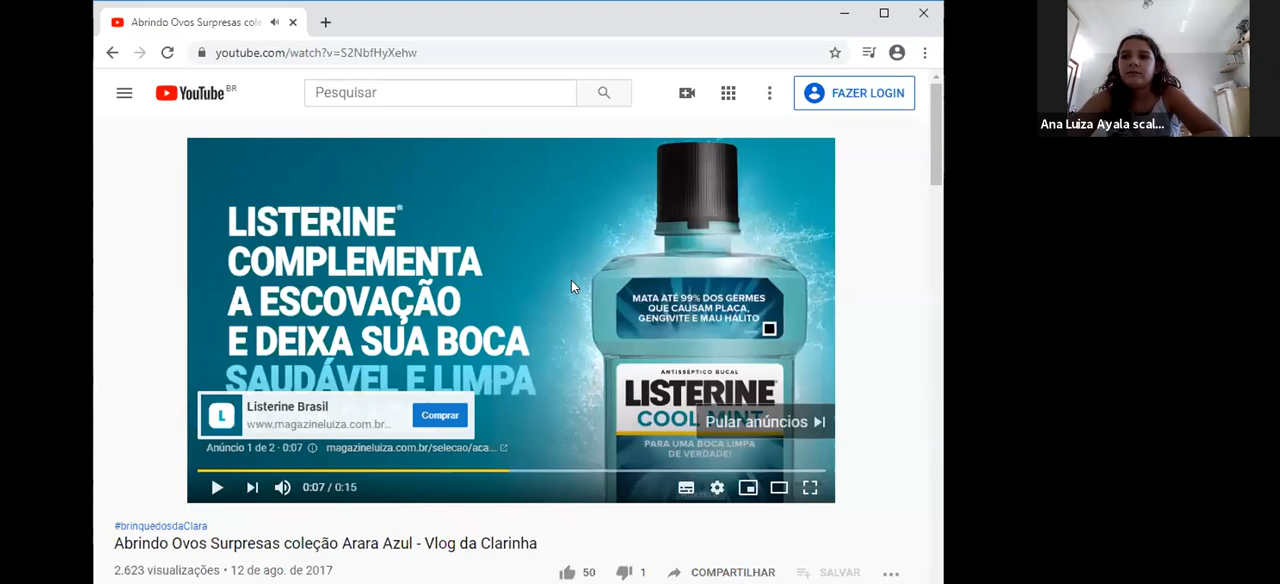 Abrindo Ovos Surpresas cole
youtube.com/watch?v=S2NbfHyXehw
YouTube BR
Pesquisar
FAZER LOGIN
LISTERINE®
COMPLEMENTA
A ESCOVAÇÃO
E DEIXA SUA BOCA
SAUDÁVEL E LIMPA
MATA ATÉ 99% DOS GERMES
QUE CAUSAM PLACA,
GENGIVITE E MAU HÁLITO
ANTISSÉPTICO BUCAL
LISTERINE
COOL MINT
PARA UMA BOCA LIMPA
DE VERDADE!
L
Listerine Brasil
www.magazineluiza.com.br...
Comprar
Pular anúncios
Anúncio 1 de 2 · 0:07
magazineluiza.com.br/selecao/aca...
0:07 / 0:15
#brinquedosdaClara
Abrindo Ovos Surpresas coleção Arara Azul - Vlog da Clarinha
2.623 visualizações • 12 de ago. de 2017
50
1
COMPARTILHAR
SALVAR
Ana Luiza Ayala scal...